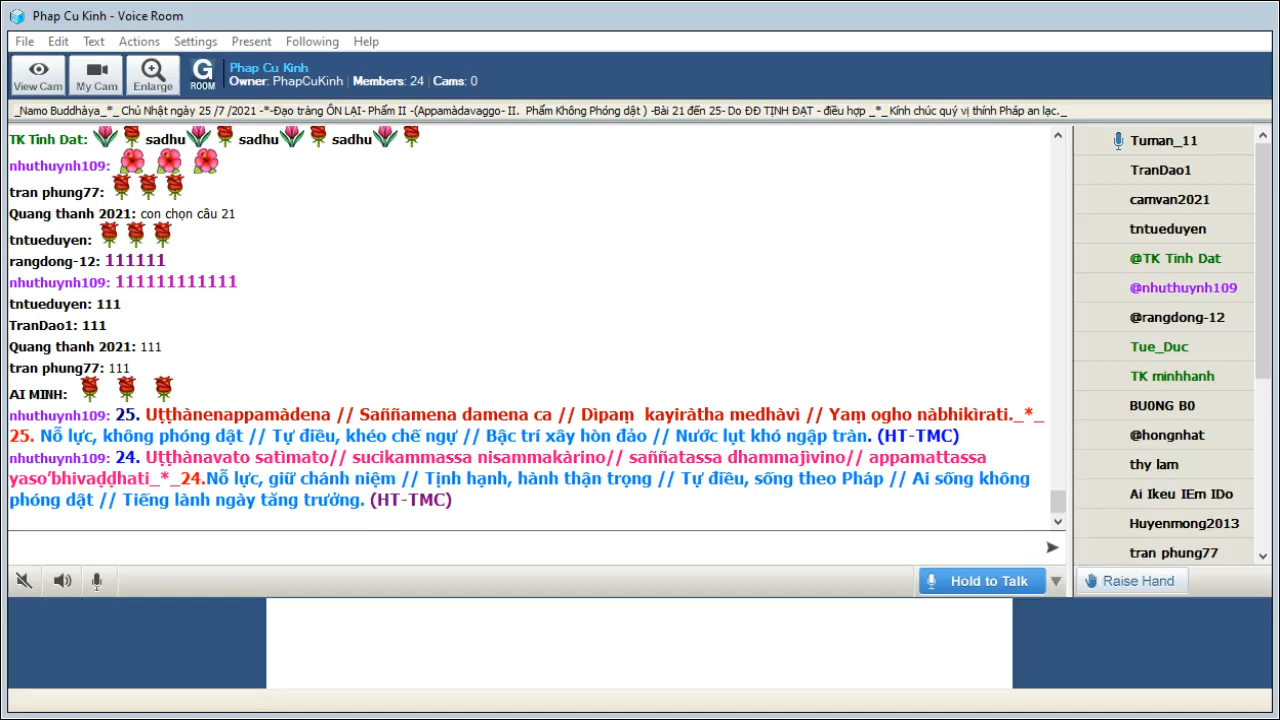 Phap Cu Kinh - Voice Room
File Edit Text Actions Settings Present Following Help
View Cam My Cam Enlarge G ROOM
Phap Cu Kinh
Owner: PhapCuKinh | Members: 24 | Cams: 0
_Namo Buddhàya_*_ Chủ Nhật ngày 25 /7 /2021 -*-Đạo tràng ÔN LẠI- Phẩm II -(Appamàdavaggo- II. Phẩm Không Phóng dật ) -Bài 21 đến 25- Do ĐĐ TỊNH ĐẠT - điều hợp _*_ Kính chúc quý vị thính Pháp an lạc._
TK Tinh Dat: sadhu sadhu sadhu
nhuthuynh109:
tran phung77:
Quang thanh 2021: con chọn câu 21
tntueduyen:
rangdong-12: 111111
nhuthuynh109: 111111111111
tntueduyen: 111
TranDao1: 111
Quang thanh 2021: 111
tran phung77: 111
AI MINH:
nhuthuynh109: 25. Uṭṭhànenappamàdena // Saññamena damena ca // Dìpaṃ kayiràtha medhàvì // Yaṃ ogho nàbhikìrati._*_
25. Nỗ lực, không phóng dật // Tự điều, khéo chế ngự // Bậc trí xây hòn đảo // Nước lụt khó ngập tràn. (HT-TMC)
nhuthuynh109: 24. Uṭṭhànavato satìmato// sucikammassa nisammakàrino// saññatassa dhammajìvino// appamattassa
yaso’bhivaḍḍhati_*_24.Nỗ lực, giữ chánh niệm // Tịnh hạnh, hành thận trọng // Tự điều, sống theo Pháp // Ai sống không
phóng dật // Tiếng lành ngày tăng trưởng. (HT-TMC)
Tuman_11
TranDao1
camvan2021
tntueduyen
@TK Tinh Dat
@nhuthuynh109
@rangdong-12
Tue_Duc
TK minhhanh
BU0NG B0
@hongnhat
thy lam
Ai Ikeu IEm IDo
Huyenmong2013
tran phung77
Hold to Talk
Raise Hand